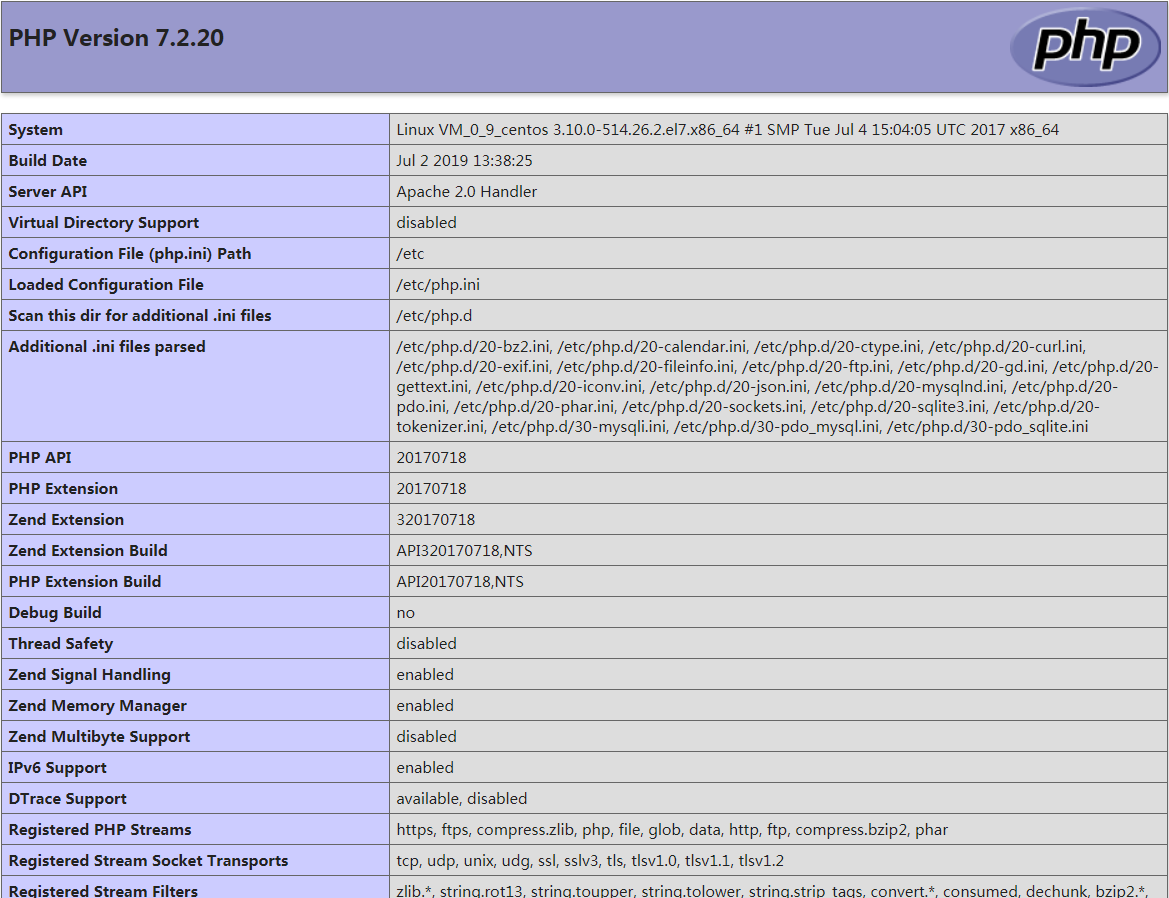 PHP Version 7.2.20
php
System Linux VM_0_9_centos 3.10.0-514.26.2.el7.x86_64 #1 SMP Tue Jul 4 15:04:05 UTC 2017 x86_64
Build Date Jul 2 2019 13:38:25
Server API Apache 2.0 Handler
Virtual Directory Support disabled
Configuration File (php.ini) Path /etc
Loaded Configuration File /etc/php.ini
Scan this dir for additional .ini files /etc/php.d
Additional .ini files parsed /etc/php.d/20-bz2.ini, /etc/php.d/20-calendar.ini, /etc/php.d/20-ctype.ini, /etc/php.d/20-curl.ini,
/etc/php.d/20-exif.ini, /etc/php.d/20-fileinfo.ini, /etc/php.d/20-ftp.ini, /etc/php.d/20-gd.ini, /etc/php.d/20-
gettext.ini, /etc/php.d/20-iconv.ini, /etc/php.d/20-json.ini, /etc/php.d/20-mysqlnd.ini, /etc/php.d/20-
pdo.ini, /etc/php.d/20-phar.ini, /etc/php.d/20-sockets.ini, /etc/php.d/20-sqlite3.ini, /etc/php.d/20-
tokenizer.ini, /etc/php.d/30-mysqli.ini, /etc/php.d/30-pdo_mysql.ini, /etc/php.d/30-pdo_sqlite.ini
PHP API 20170718
PHP Extension 20170718
Zend Extension 320170718
Zend Extension Build API320170718,NTS
PHP Extension Build API20170718,NTS
Debug Build no
Thread Safety disabled
Zend Signal Handling enabled
Zend Memory Manager enabled
Zend Multibyte Support disabled
IPv6 Support enabled
DTrace Support available, disabled
Registered PHP Streams https, ftps, compress.zlib, php, file, glob, data, http, ftp, compress.bzip2, phar
Registered Stream Socket Transports tcp, udp, unix, udg, ssl, sslv3, tls, tlsv1.0, tlsv1.1, tlsv1.2
Registered Stream Filters zlib.*, string.rot13, string.toupper, string.tolower, string.strip_tags, convert.*, consumed, dechunk, bzip2.*,